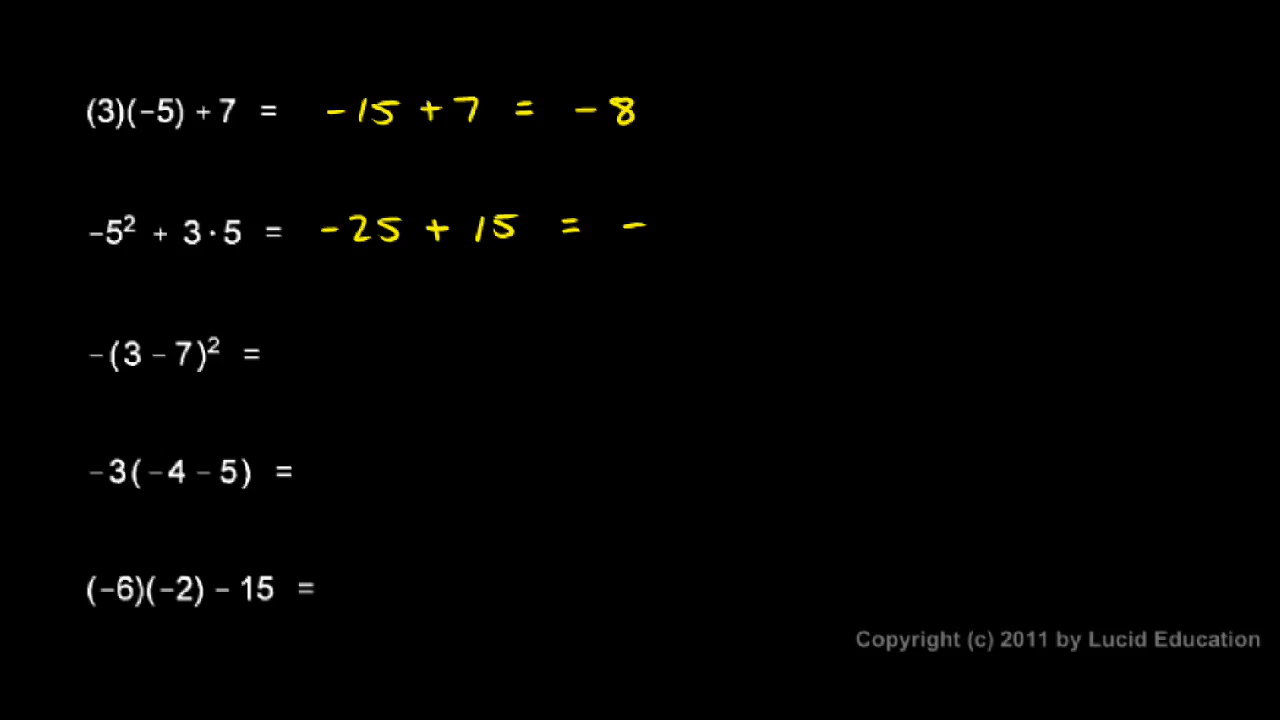 (3)(-5) + 7 = -15 + 7 = -8
-5² + 3·5 = -25 + 15 = -
-(3 - 7)² =
-3(-4 - 5) =
(-6)(-2) - 15 =
Copyright (c) 2011 by Lucid Education